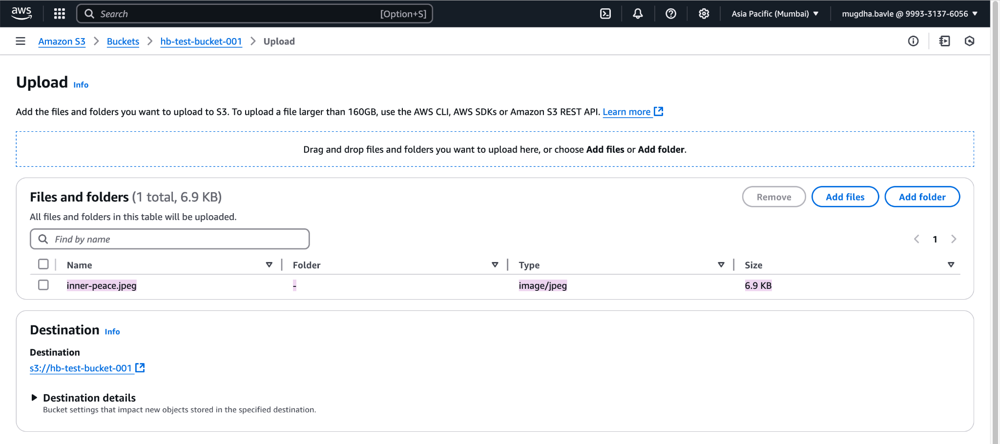 aws Search [Option+S] Asia Pacific (Mumbai) mugdha.bavle @ 9993-3137-6056
Amazon S3 Buckets hb-test-bucket-001 Upload
Upload Info
Add the files and folders you want to upload to S3. To upload a file larger than 160GB, use the AWS CLI, AWS SDKs or Amazon S3 REST API. Learn more
Drag and drop files and folders you want to upload here, or choose Add files or Add folder.
Files and folders (1 total, 6.9 KB) Remove Add files Add folder
All files and folders in this table will be uploaded.
Find by name 1
Name Folder Type Size
inner-peace.jpeg - image/jpeg 6.9 KB
Destination Info
Destination
s3://hb-test-bucket-001
Destination details
Bucket settings that impact new objects stored in the specified destination.